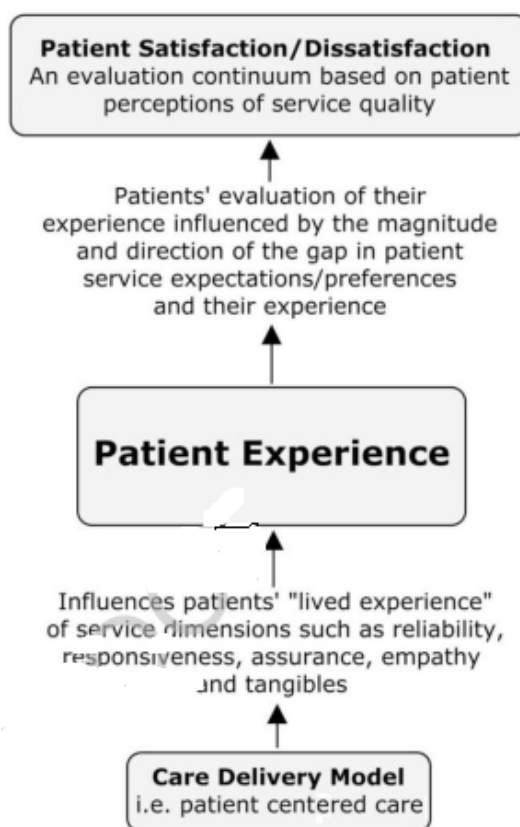 Patient Satisfaction/Dissatisfaction
An evaluation continuum based on patient
perceptions of service quality
Patients' evaluation of their
experience influenced by the magnitude
and direction of the gap in patient
service expectations/preferences
and their experience
Patient Experience
Influences patients' "lived experience"
of service dimensions such as reliability,
responsiveness, assurance, empathy
and tangibles
Care Delivery Model
i.e. patient centered care